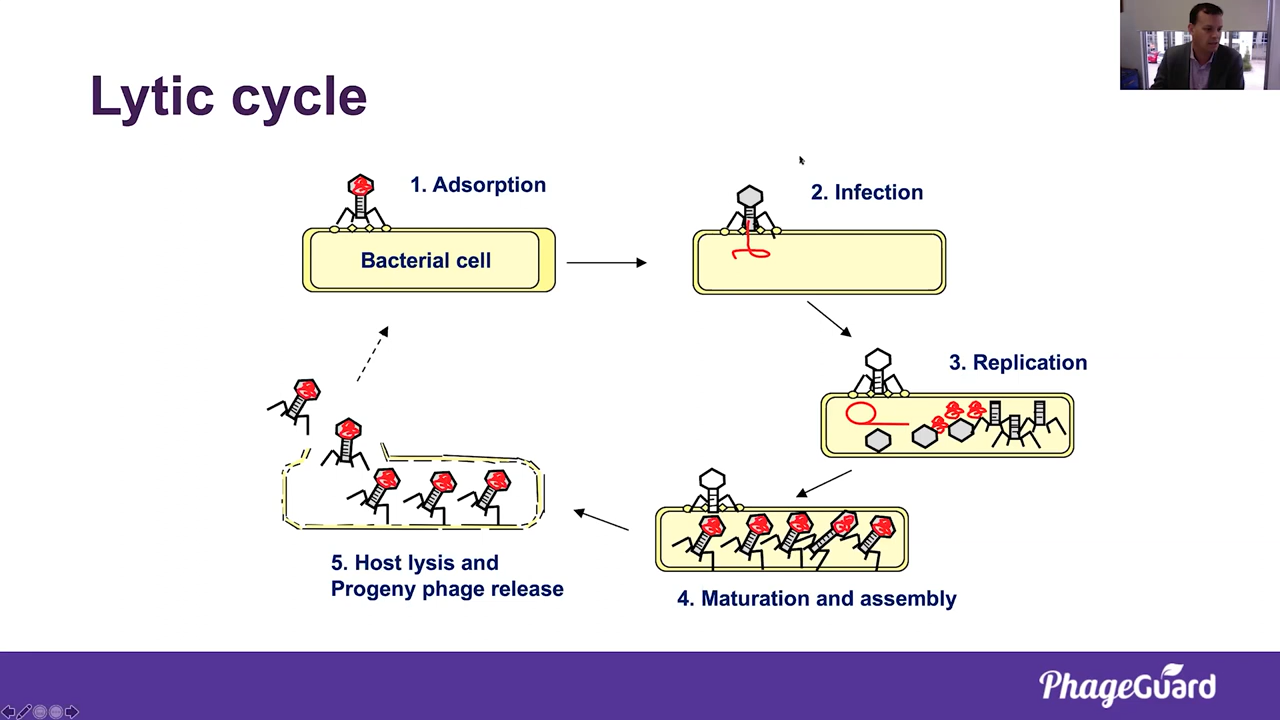 Lytic cycle
1. Adsorption
2. Infection
Bacterial cell
3. Replication
5. Host lysis and
Progeny phage release
4. Maturation and assembly
PhageGuard